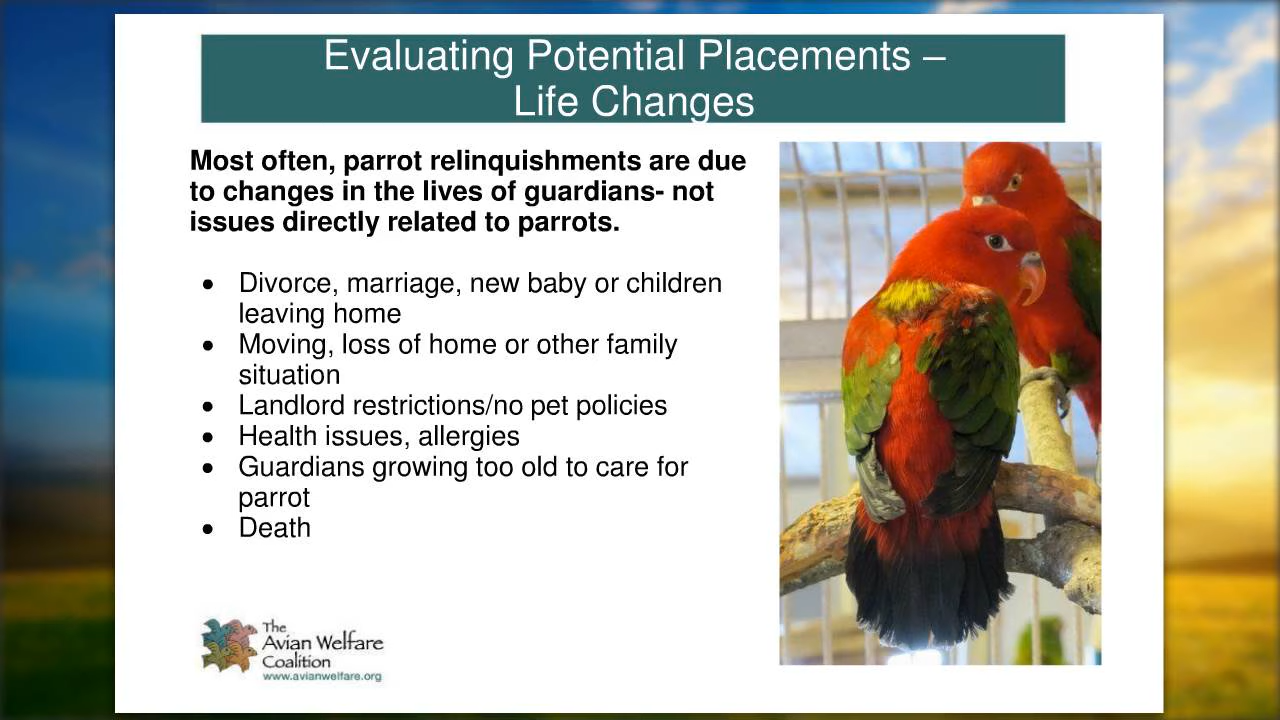 Evaluating Potential Placements –
Life Changes
Most often, parrot relinquishments are due
to changes in the lives of guardians- not
issues directly related to parrots.
• Divorce, marriage, new baby or children
leaving home
• Moving, loss of home or other family
situation
• Landlord restrictions/no pet policies
• Health issues, allergies
• Guardians growing too old to care for
parrot
• Death
The
Avian Welfare
Coalition
www.avianwelfare.org